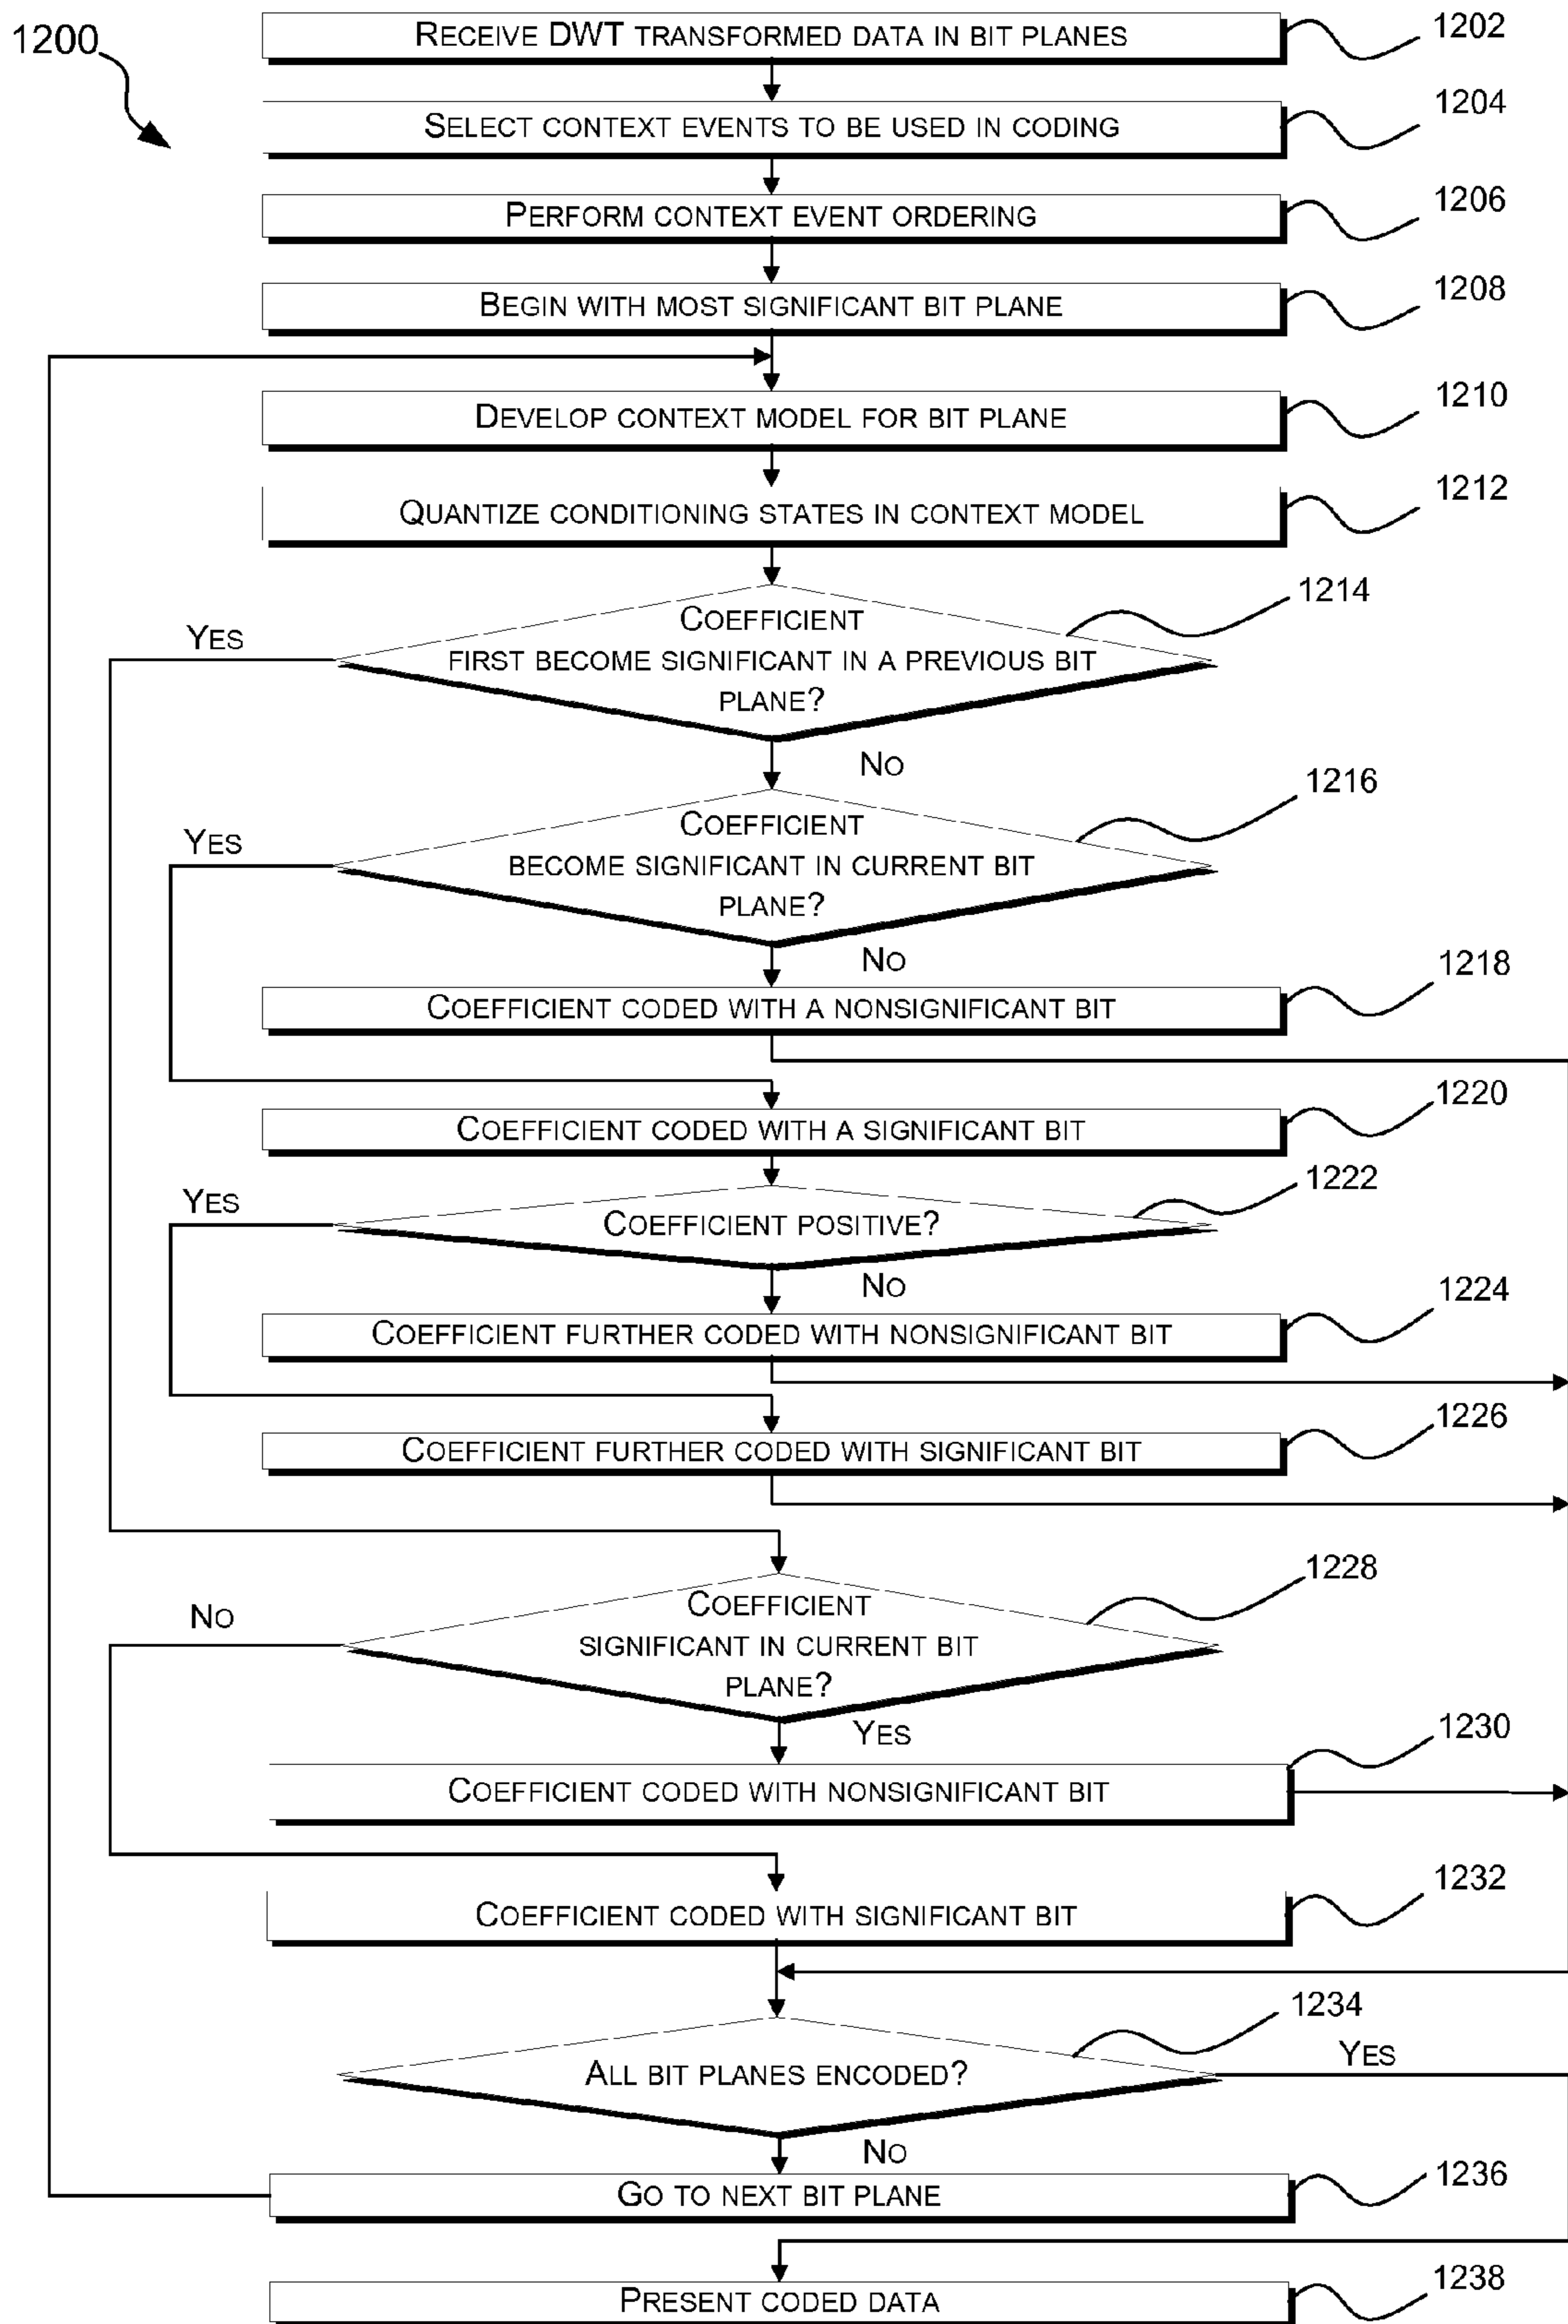 1200
RECEIVE DWT TRANSFORMED DATA IN BIT PLANES
1202
SELECT CONTEXT EVENTS TO BE USED IN CODING
1204
PERFORM CONTEXT EVENT ORDERING
1206
BEGIN WITH MOST SIGNIFICANT BIT PLANE
1208
DEVELOP CONTEXT MODEL FOR BIT PLANE
1210
QUANTIZE CONDITIONING STATES IN CONTEXT MODEL
1212
1214
YES
COEFFICIENT
FIRST BECOME SIGNIFICANT IN A PREVIOUS BIT
PLANE?
NO
1216
YES
COEFFICIENT
BECOME SIGNIFICANT IN CURRENT BIT
PLANE?
NO
COEFFICIENT CODED WITH A NONSIGNIFICANT BIT
1218
COEFFICIENT CODED WITH A SIGNIFICANT BIT
1220
YES
COEFFICIENT POSITIVE?
1222
NO
COEFFICIENT FURTHER CODED WITH NONSIGNIFICANT BIT
1224
COEFFICIENT FURTHER CODED WITH SIGNIFICANT BIT
1226
1228
NO
COEFFICIENT
SIGNIFICANT IN CURRENT BIT
PLANE?
YES
COEFFICIENT CODED WITH NONSIGNIFICANT BIT
1230
COEFFICIENT CODED WITH SIGNIFICANT BIT
1232
1234
ALL BIT PLANES ENCODED?
YES
NO
GO TO NEXT BIT PLANE
1236
PRESENT CODED DATA
1238